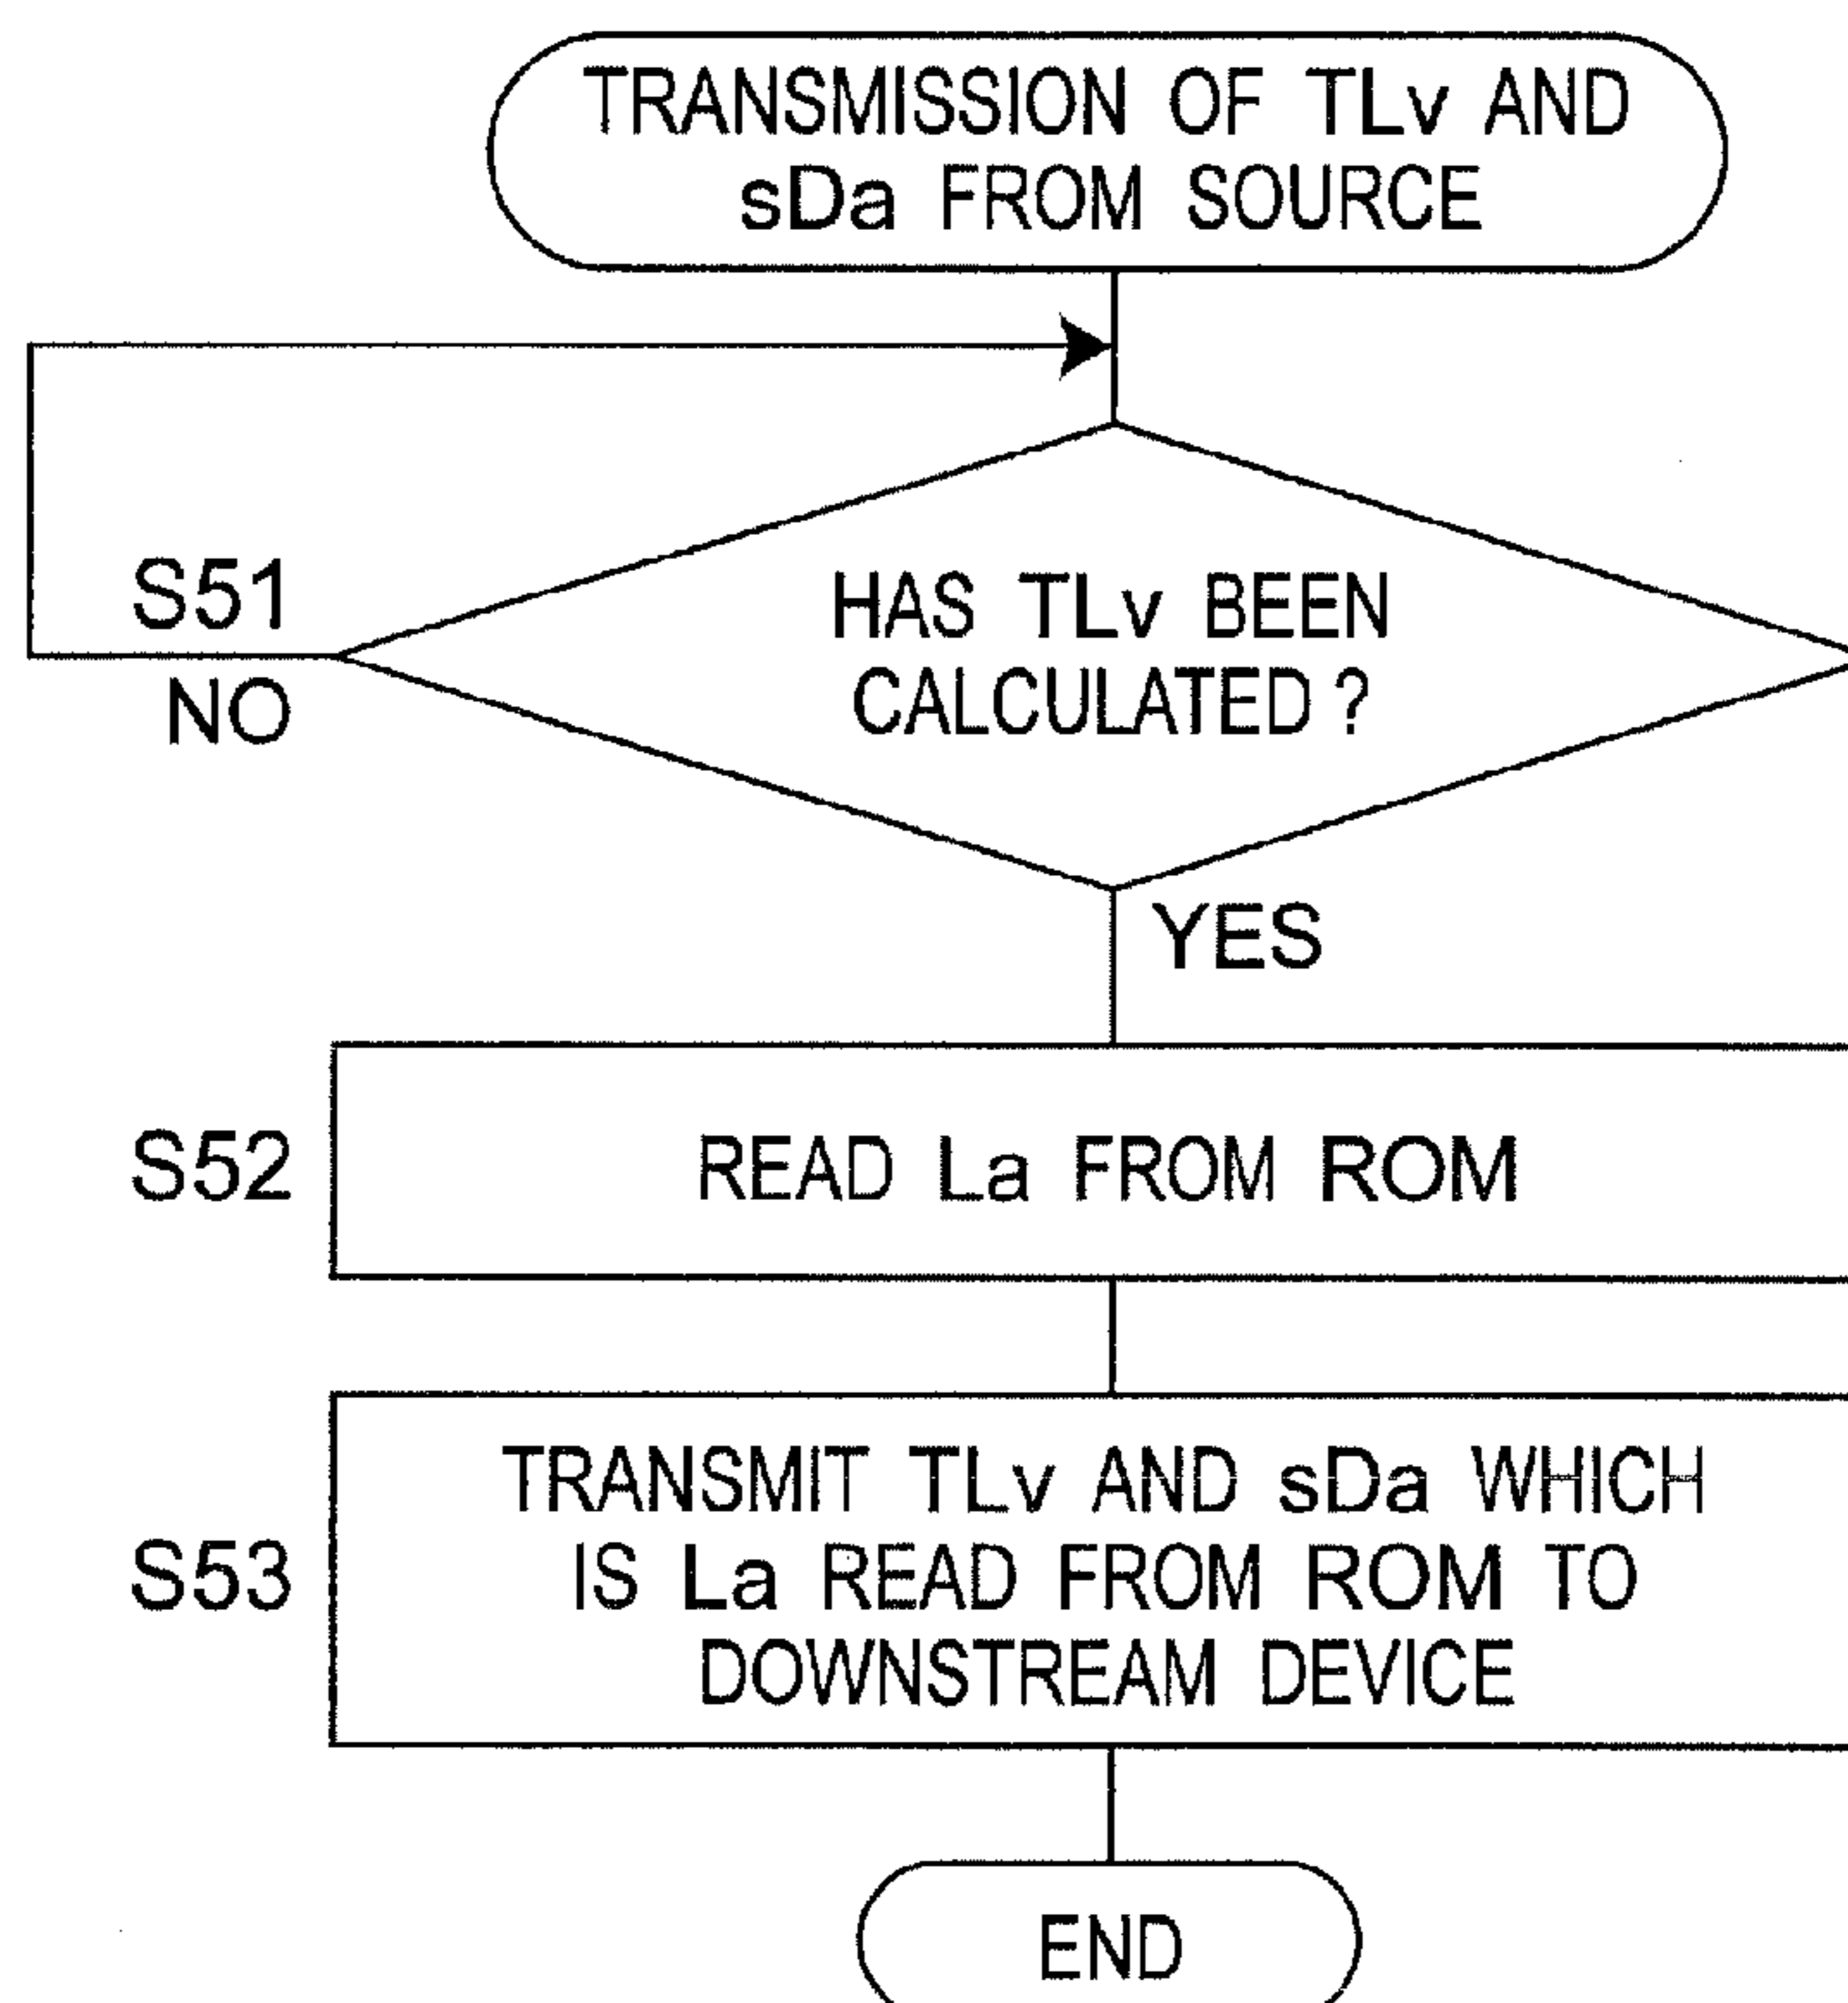 TRANSMISSION OF TLv AND
sDa FROM SOURCE
S51
HAS TLv BEEN
CALCULATED ?
NO
YES
S52
READ La FROM ROM
TRANSMIT TLv AND sDa WHICH
S53
IS La READ FROM ROM TO
DOWNSTREAM DEVICE
END